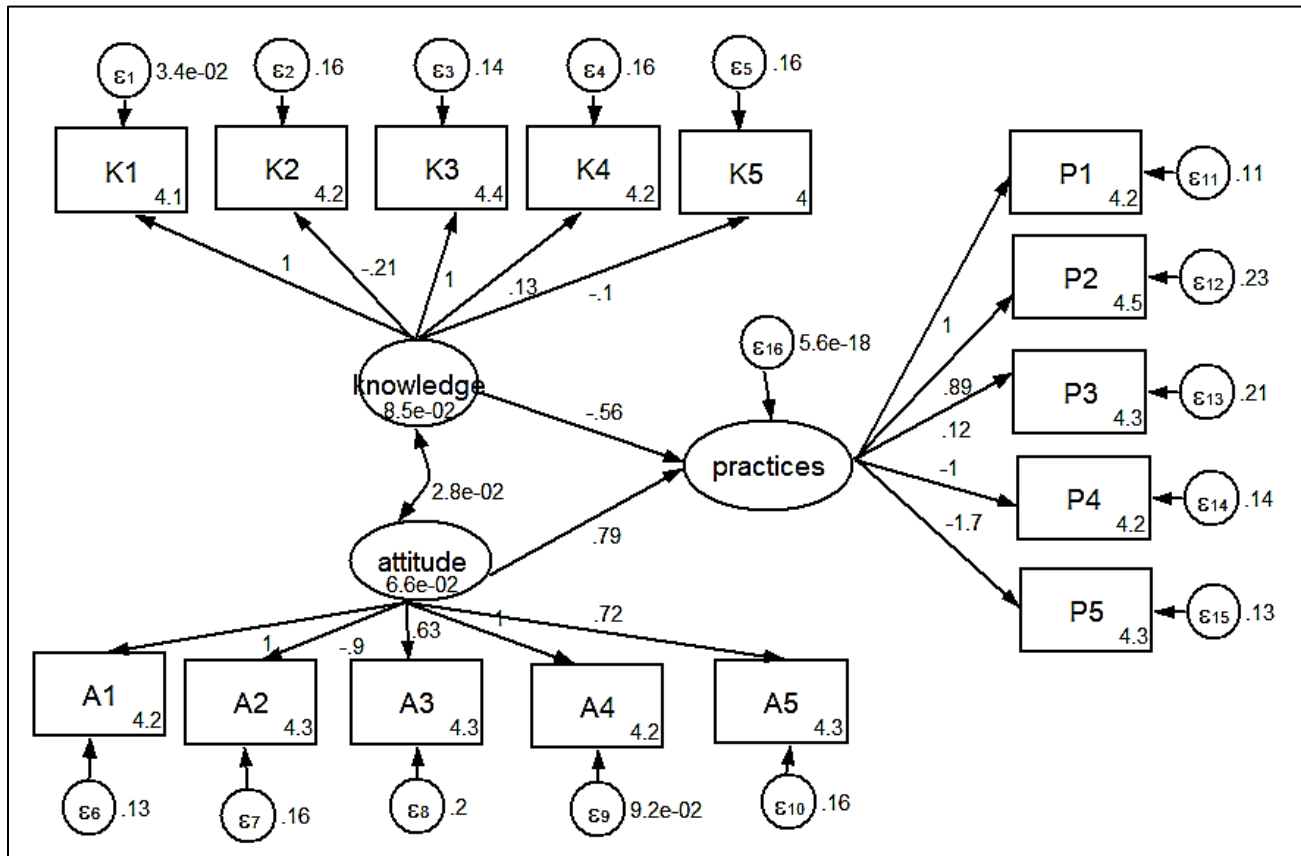 ε1 3.4e-02 ε2 .16 ε3 .14 ε4 .16 ε5 .16
K1 4.1 K2 4.2 K3 4.4 K4 4.2 K5 4
1 -.21 1 .13 -.1
P1 4.2 ε11 .11
P2 4.5 ε12 .23
P3 4.3 ε13 .21
P4 4.2 ε14 .14
P5 4.3 ε15 .13
1
.89
.12
-1
-1.7
ε16 5.6e-18
knowledge
8.5e-02
-.56
practices
2.8e-02
.79
attitude
6.6e-02
1 -.9 .63 1 .72
A1 4.2 A2 4.3 A3 4.3 A4 4.2 A5 4.3
ε6 .13 ε7 .16 ε8 .2 ε9 9.2e-02 ε10 .16